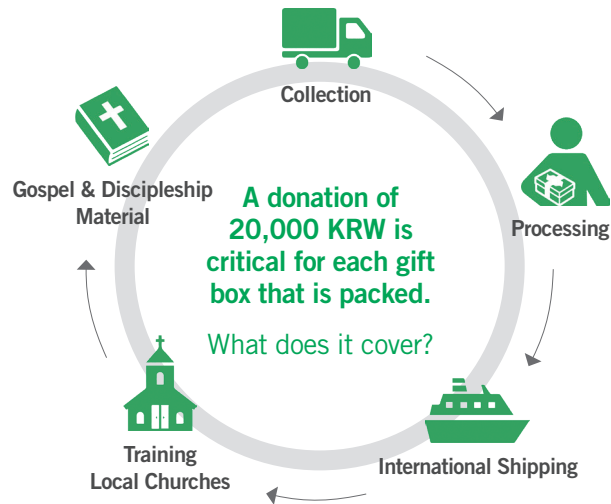 Collection
Processing
International Shipping
Training
Local Churches
Gospel & Discipleship
Material
A donation of
20,000 KRW is
critical for each gift
box that is packed.
What does it cover?